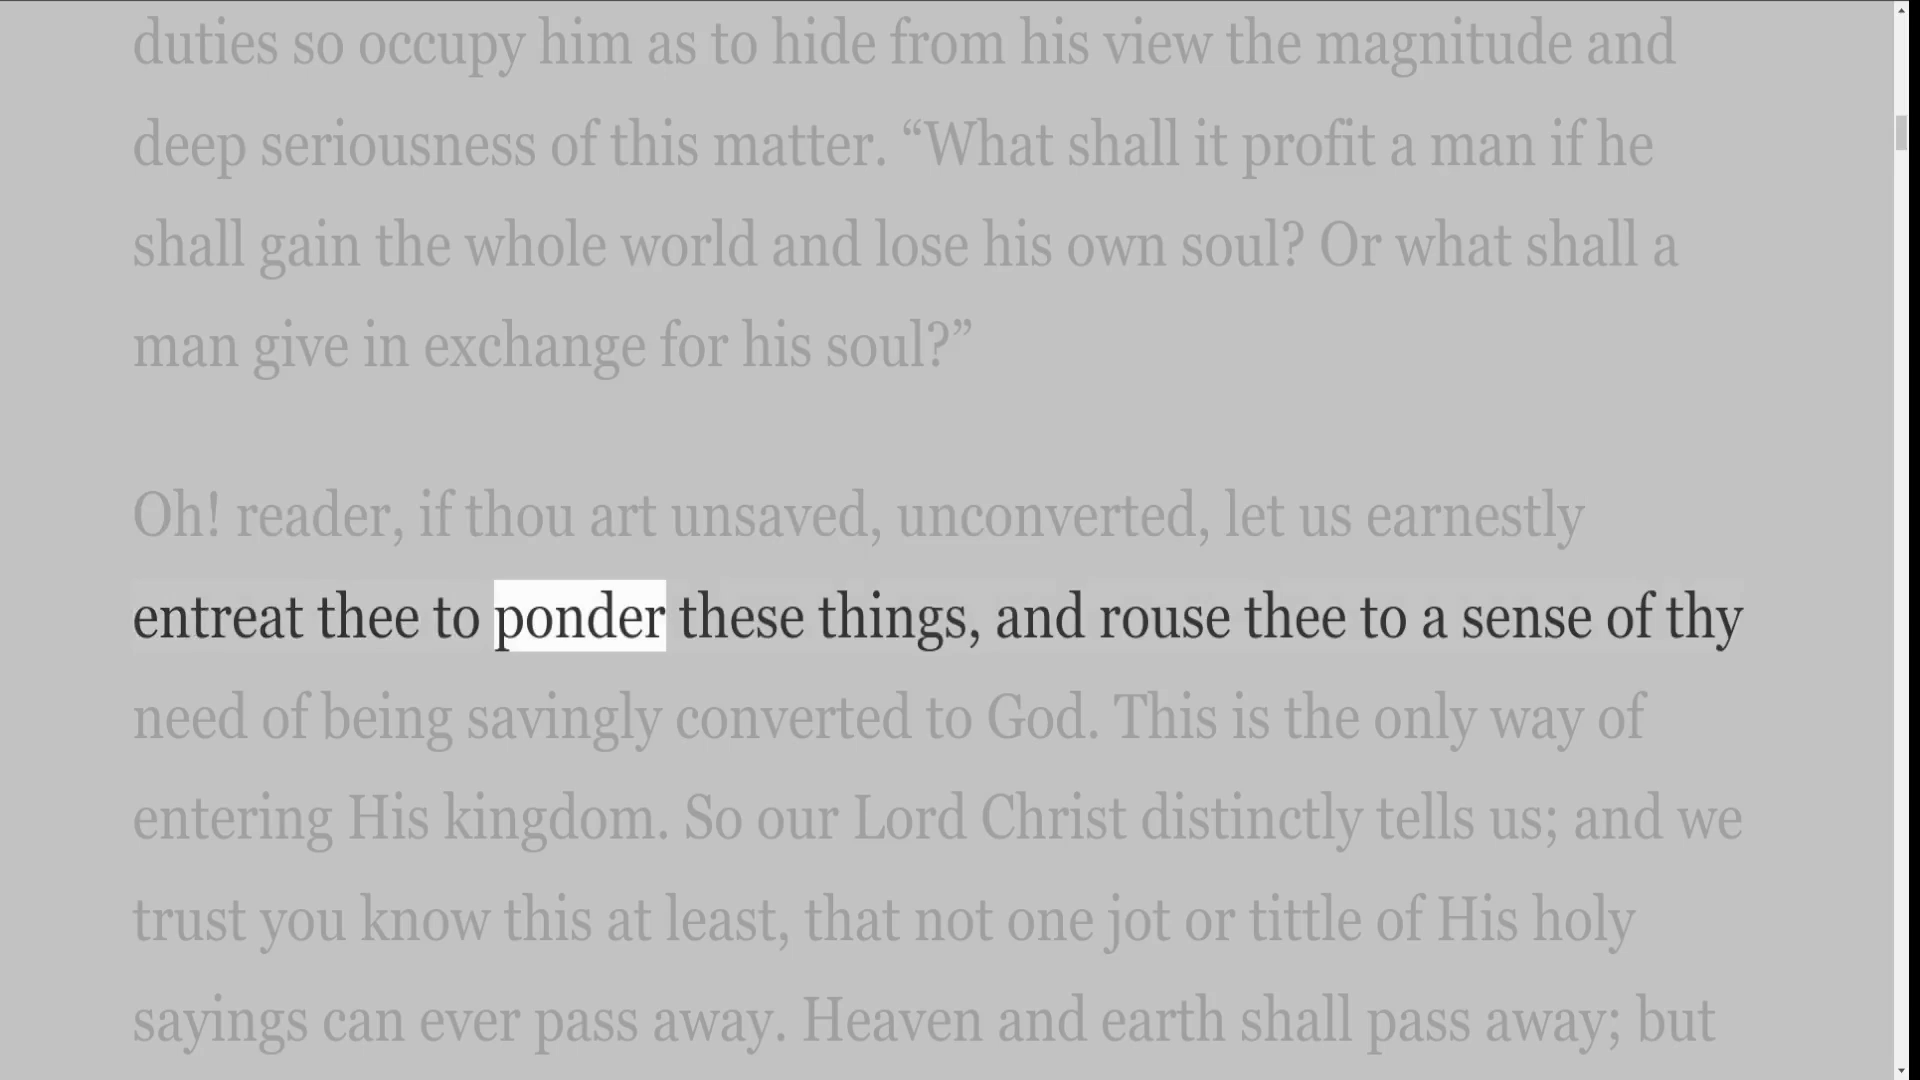 duties so occupy him as to hide from his view the magnitude and
deep seriousness of this matter. “What shall it profit a man if he
shall gain the whole world and lose his own soul? Or what shall a
man give in exchange for his soul?”
Oh! reader, if thou art unsaved, unconverted, let us earnestly
entreat thee to ponder these things, and rouse thee to a sense of thy
need of being savingly converted to God. This is the only way of
entering His kingdom. So our Lord Christ distinctly tells us; and we
trust you know this at least, that not one jot or tittle of His holy
sayings can ever pass away. Heaven and earth shall pass away; but